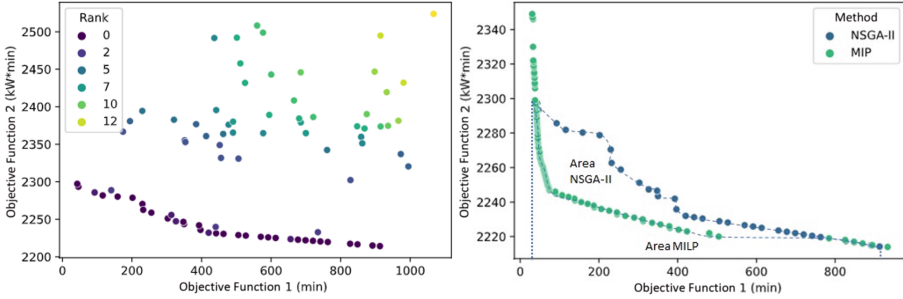 Rank
0
2
5
7
10
12
2500
2450
2400
2350
2300
2250
2200
0
200
400
600
800
1000
Objective Function 1 (min)
Objective Function 2 (kW*min)
Method
NSGA-II
MIP
2340
2320
2300
2280
2260
2240
2220
0
200
400
600
800
Area
NSGA-II
Area MILP
Objective Function 1 (min)
Objective Function 2 (kW*min)